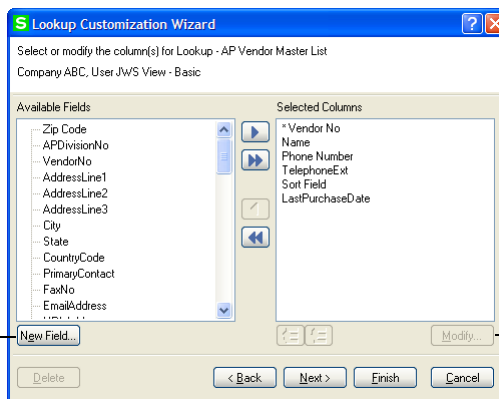 S Lookup Customization Wizard
Select or modify the column(s) for Lookup - AP Vendor Master List
Company ABC, User JWS View - Basic
Available Fields
Zip Code
APDivisionNo
VendorNo
AddressLine1
AddressLine2
AddressLine3
City
State
CountryCode
PrimaryContact
FaxNo
EmailAddress
Selected Columns
* Vendor No
Name
Phone Number
TelephoneExt
Sort Field
LastPurchaseDate
New Field...
Modify...
Delete
< Back
Next >
Finish
Cancel